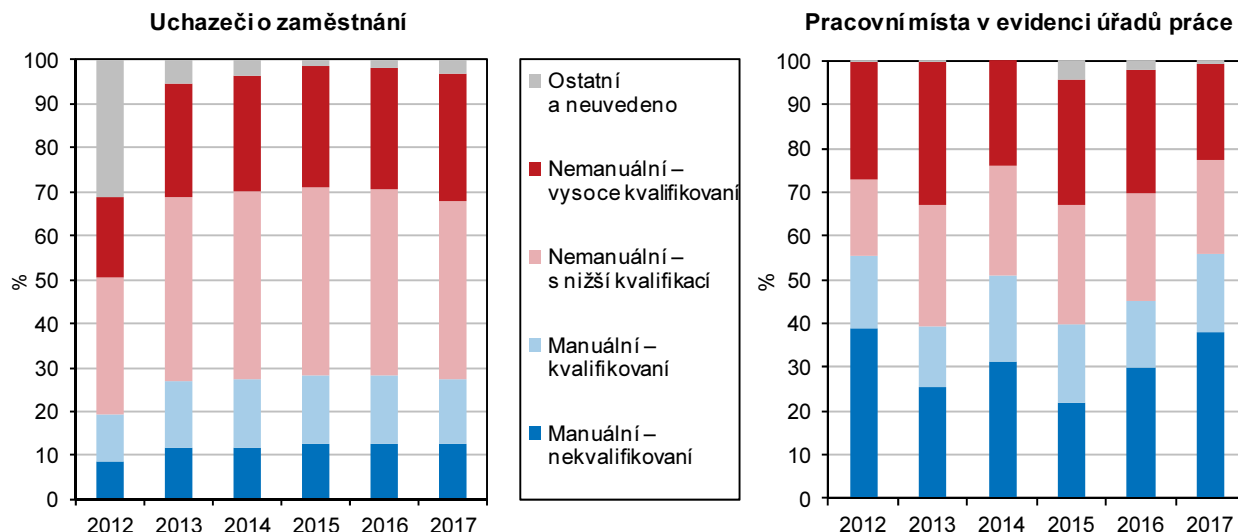 Uchazeči o zaměstnání
100
90
80
70
60
50
40
30
20
10
0
%
2012 2013 2014 2015 2016 2017
Ostatní
a neuvedeno
Nemanuální –
vysoce kvalifikovaní
Nemanuální –
s nižší kvalifikací
Manuální –
kvalifikovaní
Manuální –
nekvalifikovaní
Pracovní místa v evidenci úřadů práce
100
90
80
70
60
50
40
30
20
10
0
%
2012 2013 2014 2015 2016 2017